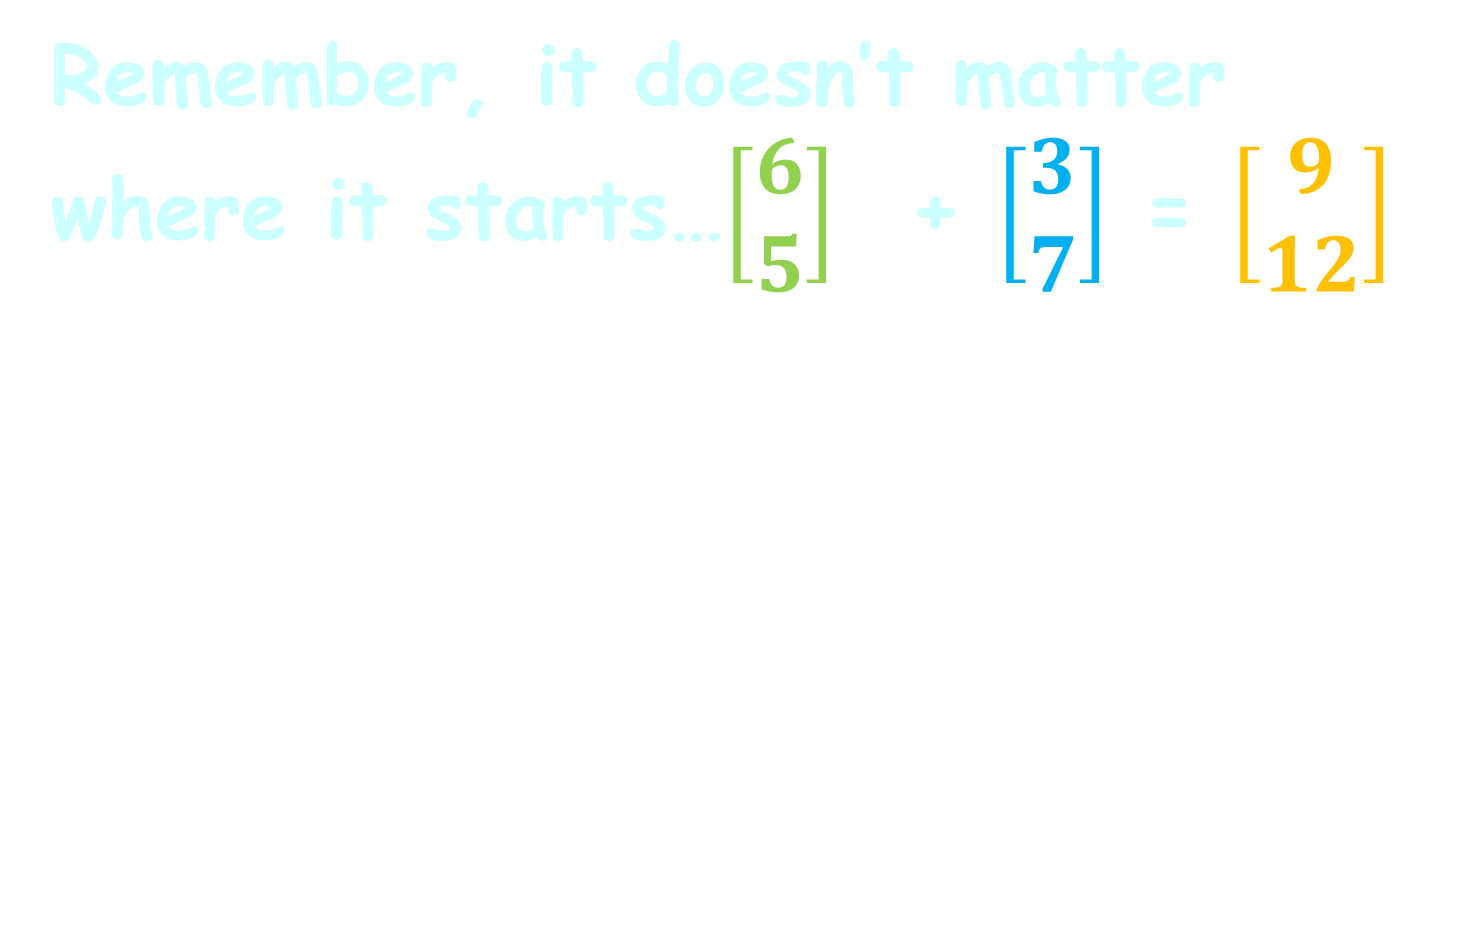 Remember, it doesn't matter
where it starts…[6 5] + [3 7] = [9 12]